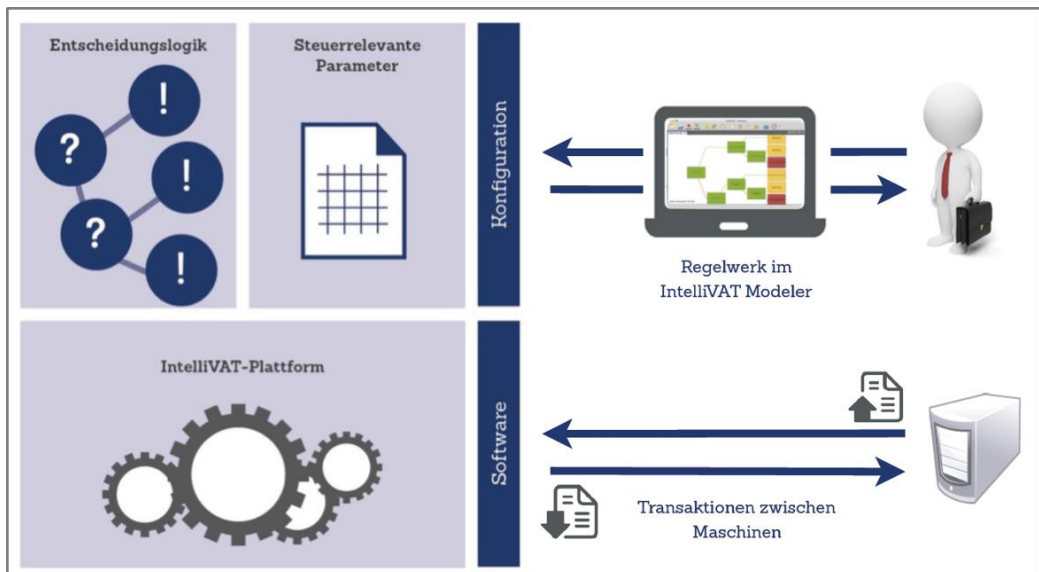 Entscheidungslogik
Steuerrelevante
Parameter
Konfiguration
?
!
?
!
!
Regelwerk im
IntelliVAT Modeler
IntelliVAT-Plattform
Software
Transaktionen zwischen
Maschinen